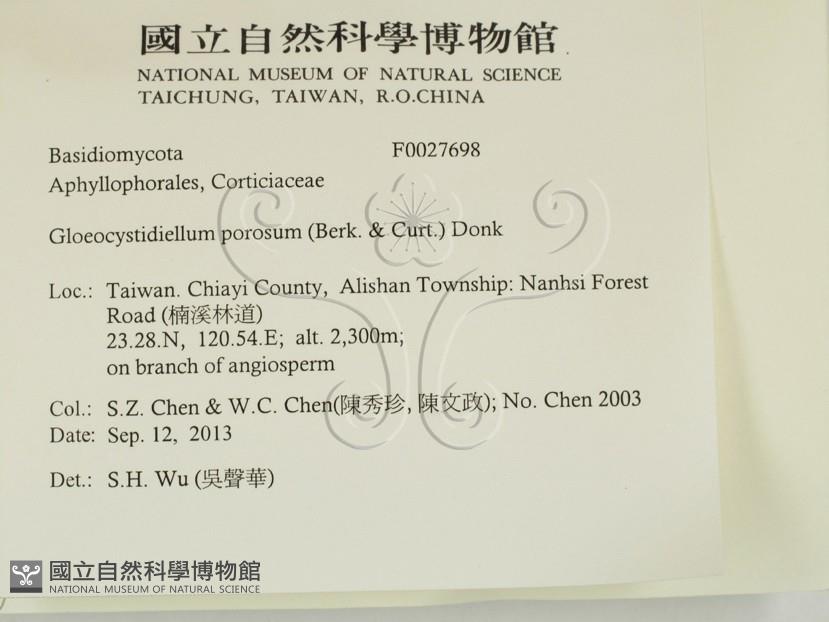 國立自然科學博物館
NATIONAL MUSEUM OF NATURAL SCIENCE
TAICHUNG, TAIWAN, R.O.CHINA
Basidiomycota F0027698
Aphyllophorales, Corticiaceae
Gloeocystidiellum porosum (Berk. & Curt.) Donk
Loc.: Taiwan. Chiayi County, Alishan Township: Nanhsi Forest
Road (楠溪林道)
23.28.N, 120.54.E; alt. 2,300m;
on branch of angiosperm
Col.: S.Z. Chen & W.C. Chen(陳秀珍, 陳文政); No. Chen 2003
Date: Sep. 12, 2013
Det.: S.H. Wu (吳聲華)
國立自然科學博物館
NATIONAL MUSEUM OF NATURAL SCIENCE